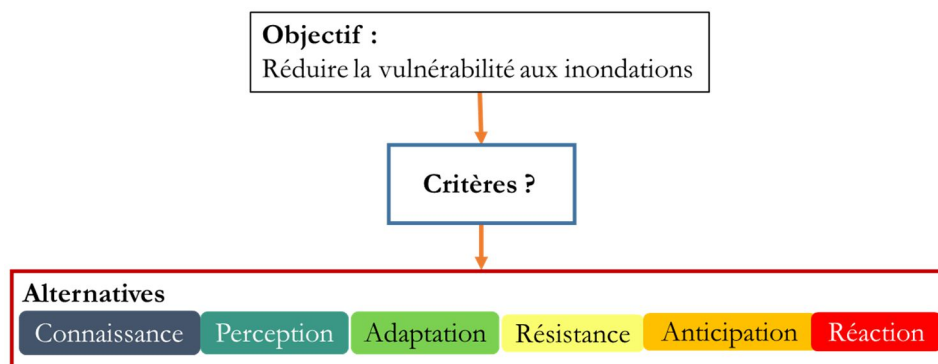 Objectif :
Réduire la vulnérabilité aux inondations
Critères ?
Alternatives
Connaissance Perception Adaptation Résistance Anticipation Réaction